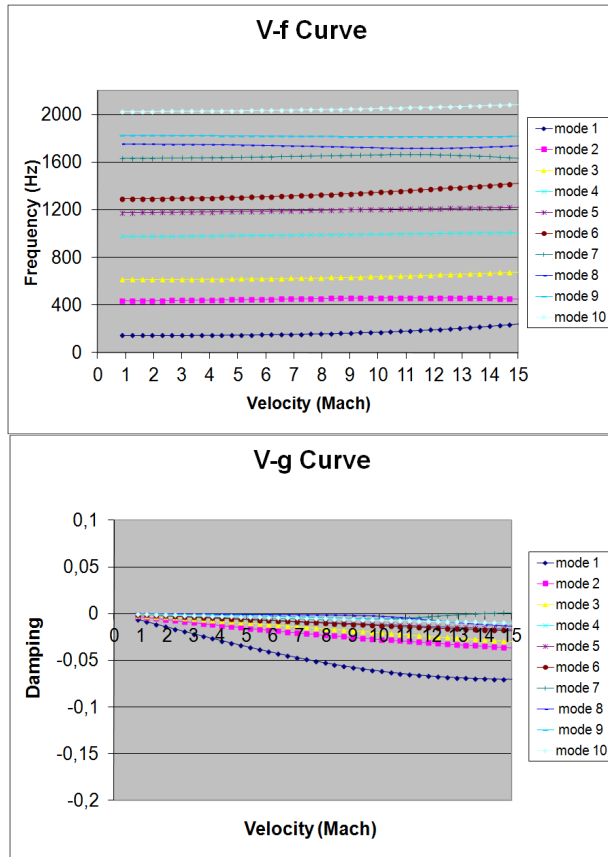 V-f Curve
Frequency (Hz)
2000
1600
1200
800
400
0
0 1 2 3 4 5 6 7 8 9 10 11 12 13 14 15
Velocity (Mach)
mode 1
mode 2
mode 3
mode 4
mode 5
mode 6
mode 7
mode 8
mode 9
mode 10
V-g Curve
Damping
0,1
0,05
0
-0,05
-0,1
-0,15
-0,2
0 1 2 3 4 5 6 7 8 9 10 11 12 13 14 15
Velocity (Mach)
mode 1
mode 2
mode 3
mode 4
mode 5
mode 6
mode 7
mode 8
mode 9
mode 10